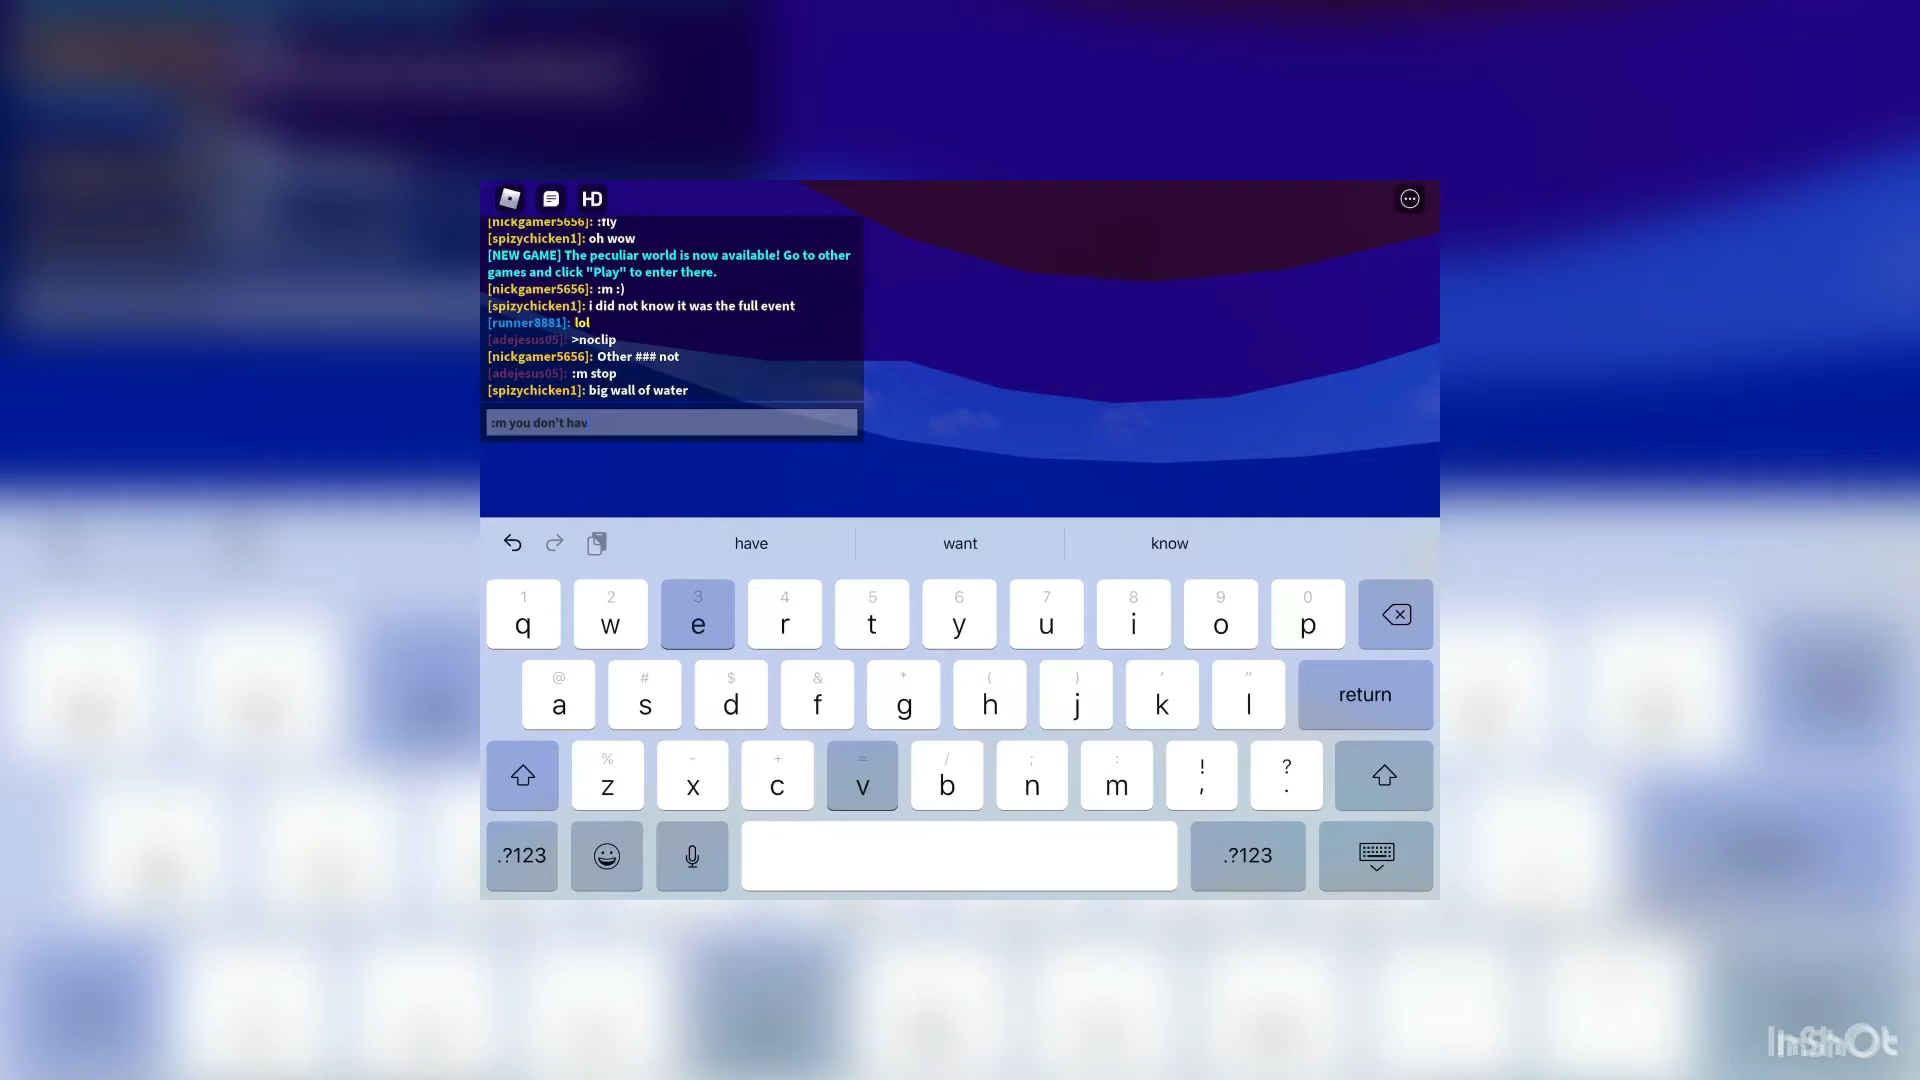 HD
[nickgamer5656]: :fly
[spizychicken1]: oh wow
[NEW GAME] The peculiar world is now available! Go to other
games and click "Play" to enter there.
[nickgamer5656]: :m :)
[spizychicken1]: i did not know it was the full event
[runner8881]: lol
[adejesus05]: >noclip
[nickgamer5656]: Other ### not
[adejesus05]: :m stop
[spizychicken1]: big wall of water
:m you don't hav
have want know
1 2 3 4 5 6 7 8 9 0
q w e r t y u i o p
@ # $ & * ( ) ' "
a s d f g h j k l return
% - + = / ; : ! ?
z x c v b n m , .
.?123 .?123
InShOt